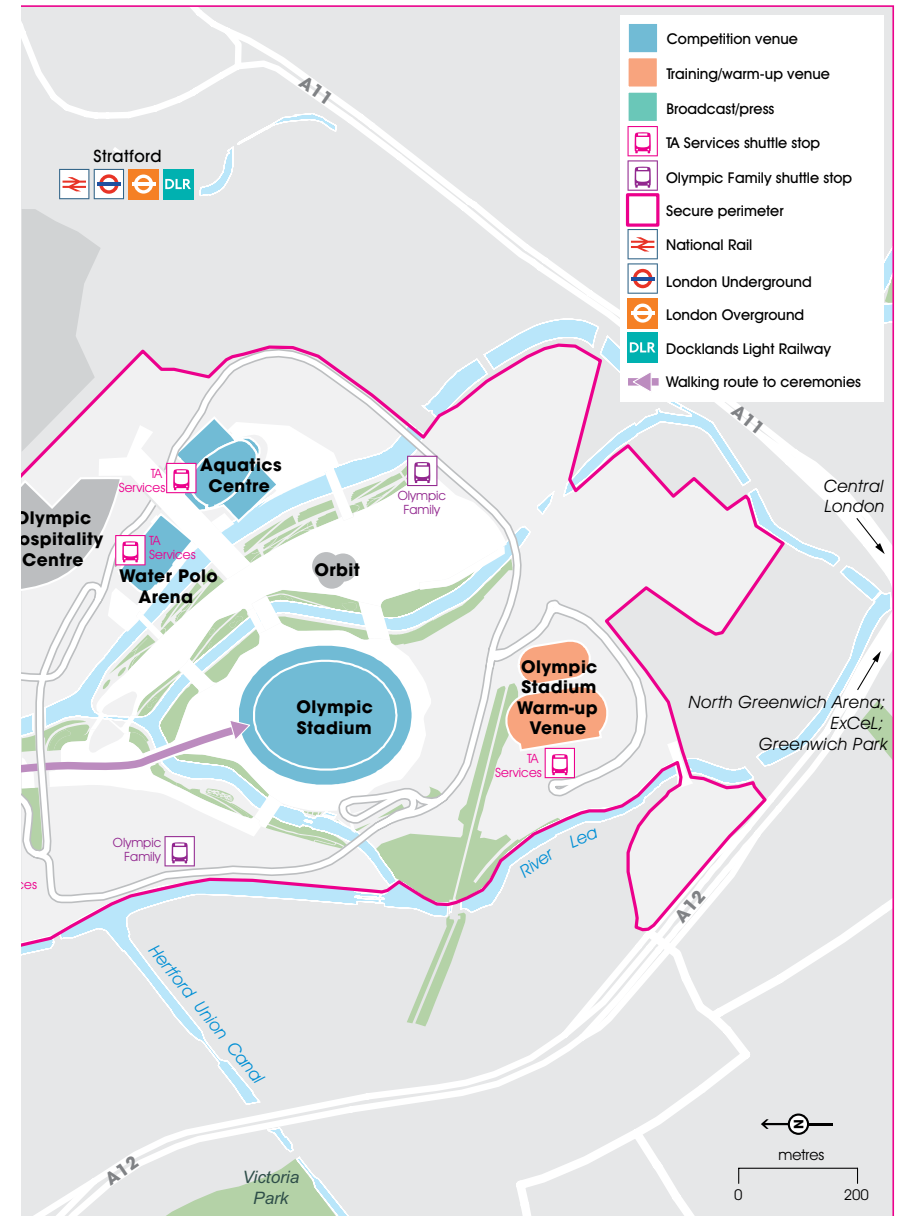 Competition venue
Training/warm-up venue
Broadcast/press
TA Services shuttle stop
Olympic Family shuttle stop
Secure perimeter
National Rail
London Underground
London Overground
DLR
Docklands Light Railway
Walking route to ceremonies
A11
Stratford
DLR
A11
Central
London
Aquatics
Centre
TA
Services
Olympic
Family
Olympic
ospitality
Centre
TA
Services
Water Polo
Arena
Orbit
Olympic
Stadium
Warm-up
Venue
North Greenwich Arena;
ExCeL;
Greenwich Park
Olympic
Stadium
TA
Services
Olympic
Family
River Lea
ces
A12
Hertford Union Canal
N
metres
0
200
A12
Victoria
Park